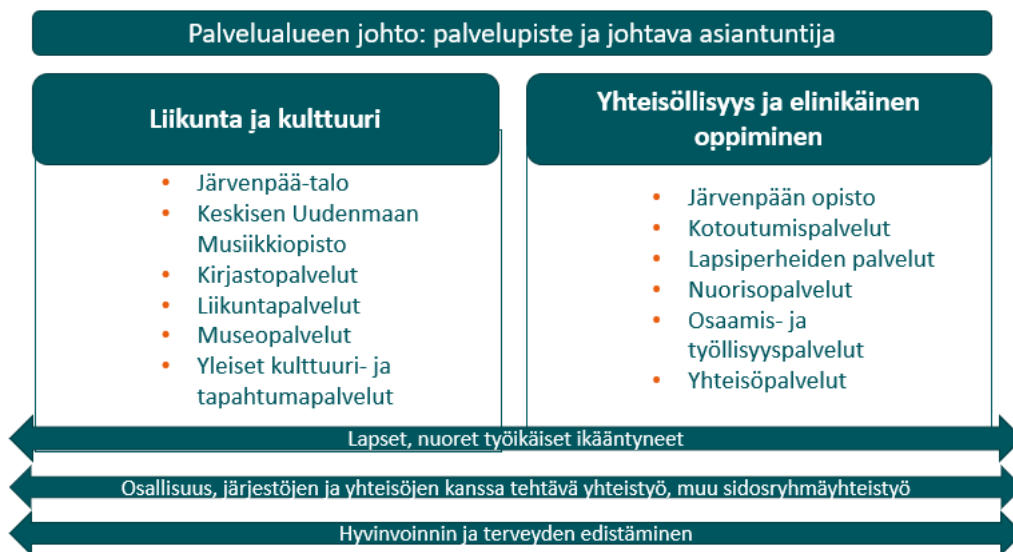 Palvelualueen johto: palvelupiste ja johtava asiantuntija
Liikunta ja kulttuuri
• Järvenpää-talo
• Keskisen Uudenmaan
Musiikkiopisto
• Kirjastopalvelut
• Liikuntapalvelut
• Museopalvelut
• Yleiset kulttuuri- ja
tapahtumapalvelut
Yhteisöllisyys ja elinikäinen
oppiminen
• Järvenpään opisto
• Kotoutumispalvelut
• Lapsiperheiden palvelut
• Nuorisopalvelut
• Osaamis- ja
työllisyyspalvelut
• Yhteisöpalvelut
Lapset, nuoret työikäiset ikääntyneet
Osallisuus, järjestöjen ja yhteisöjen kanssa tehtävä yhteistyö, muu sidosryhmäyhteistyö
Hyvinvoinnin ja terveyden edistäminen